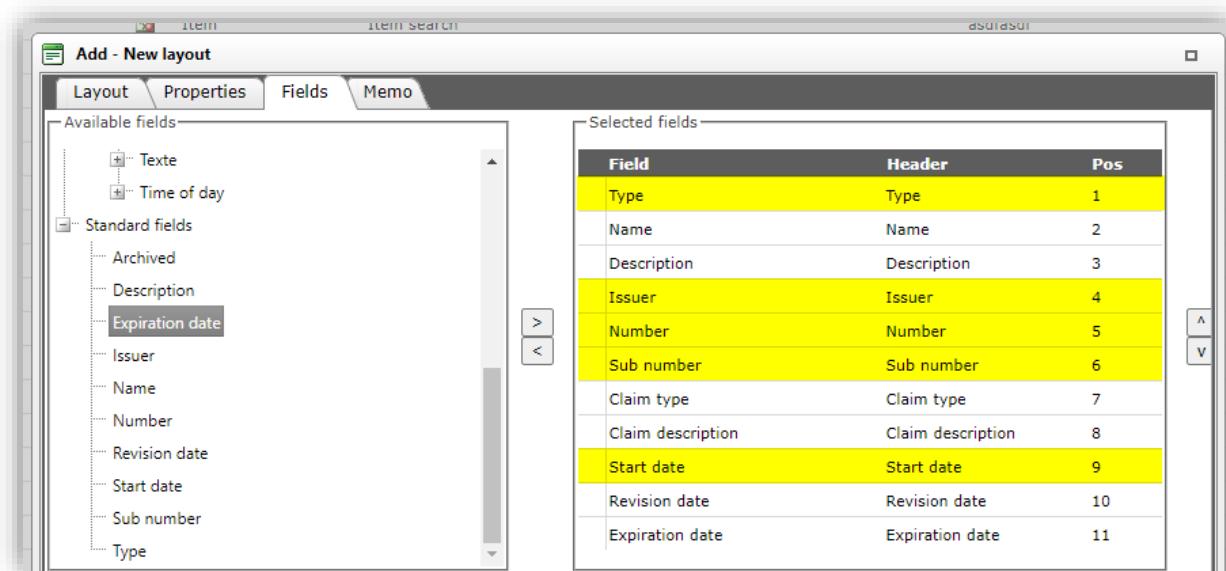 Item Item search asdfasdf
Add - New layout
Layout Properties Fields Memo
Available fields
Texte
Time of day
Standard fields
Archived
Description
Expiration date
Issuer
Name
Number
Revision date
Start date
Sub number
Type
>
<
Selected fields
Field Header Pos
Type Type 1
Name Name 2
Description Description 3
Issuer Issuer 4
Number Number 5
Sub number Sub number 6
Claim type Claim type 7
Claim description Claim description 8
Start date Start date 9
Revision date Revision date 10
Expiration date Expiration date 11
^
v